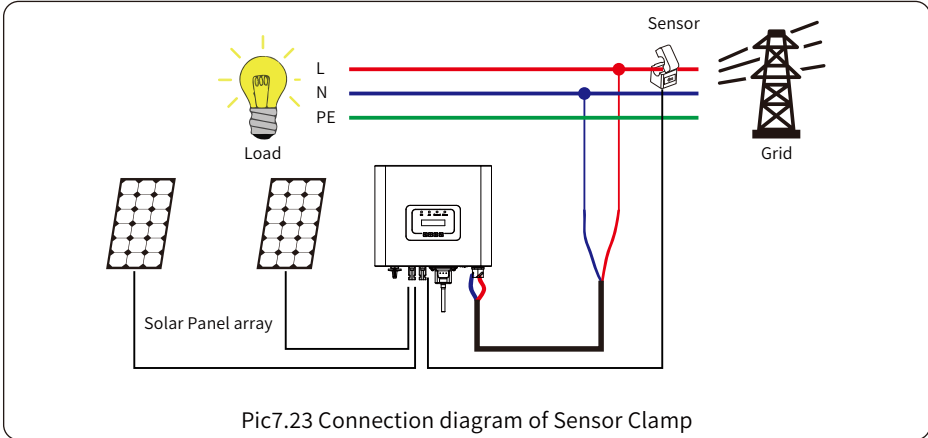 Sensor
L
N
PE
Load
Grid
Solar Panel array
Pic7.23 Connection diagram of Sensor Clamp